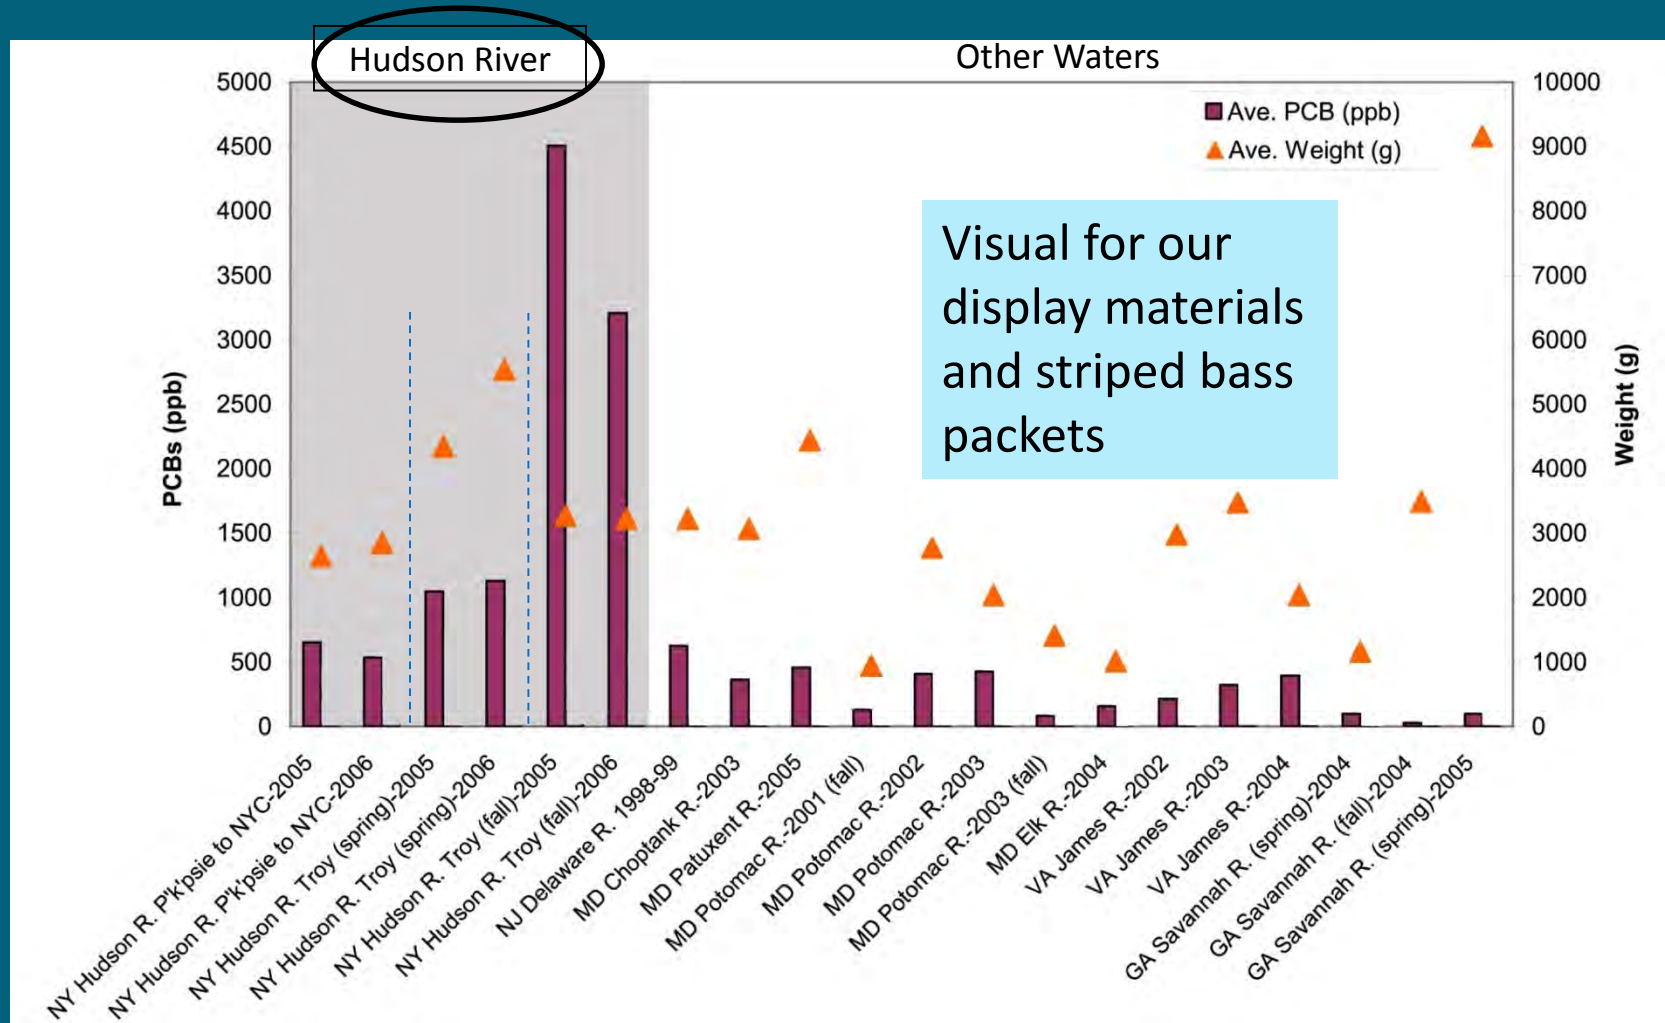 Hudson River
Other Waters
5000
4500
4000
3500
3000
2500
2000
1500
1000
500
0
PCBs (ppb)
10000
9000
8000
7000
6000
5000
4000
3000
2000
1000
0
Weight (g)
Ave. PCB (ppb)
Ave. Weight (g)
Visual for our
display materials
and striped bass
packets
NY Hudson R. P'k'psie to NYC-2005
NY Hudson R. P'k'psie to NYC-2006
NY Hudson R. Troy (spring)-2005
NY Hudson R. Troy (spring)-2006
NY Hudson R. Troy (fall)-2005
NY Hudson R. Troy (fall)-2006
NJ Delaware R. 1998-99
MD Choptank R.-2003
MD Patuxent R.-2005
MD Potomac R.-2001 (fall)
MD Potomac R.-2002
MD Potomac R.-2003
MD Potomac R.-2003 (fall)
MD Elk R.-2004
VA James R.-2002
VA James R.-2003
VA James R.-2004
GA Savannah R. (spring)-2004
GA Savannah R. (fall)-2004
GA Savannah R. (spring)-2005